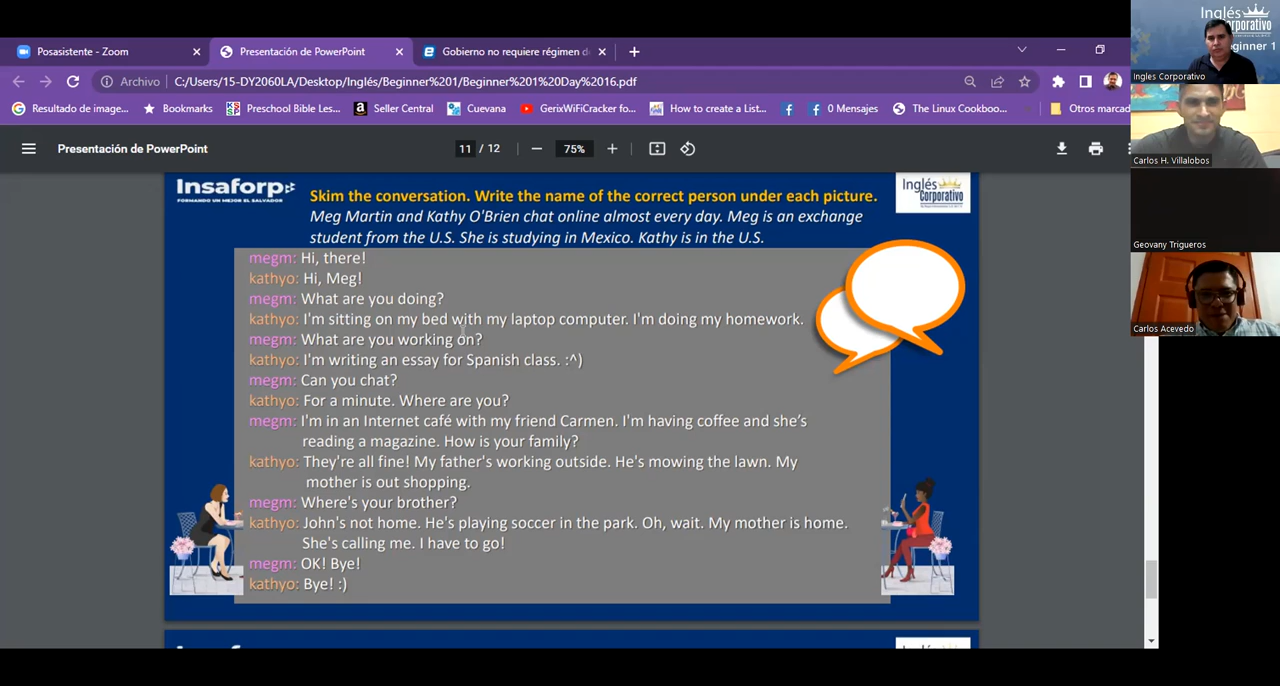 Posasistente - Zoom
Presentación de PowerPoint
Gobierno no requiere régimen d
Archivo
C:/Users/15-DY2060LA/Desktop/Inglés/Beginner%201/Beginner%201%20Day%2016.pdf
Resultado de image...
Bookmarks
Preschool Bible Les...
Seller Central
Cuevana
GerixWiFiCracker fo...
How to create a List...
0 Mensajes
The Linux Cookboo...
Otros marcad
Presentación de PowerPoint
11 / 12
75%
Insaforp
FORMANDO UN MEJOR EL SALVADOR
Inglés
Corporativo
Skim the conversation. Write the name of the correct person under each picture.
Meg Martin and Kathy O'Brien chat online almost every day. Meg is an exchange
student from the U.S. She is studying in Mexico. Kathy is in the U.S.
megm: Hi, there!
kathyo: Hi, Meg!
megm: What are you doing?
kathyo: I'm sitting on my bed with my laptop computer. I'm doing my homework.
megm: What are you working on?
kathyo: I'm writing an essay for Spanish class. :^)
megm: Can you chat?
kathyo: For a minute. Where are you?
megm: I'm in an Internet café with my friend Carmen. I'm having coffee and she's
reading a magazine. How is your family?
kathyo: They're all fine! My father's working outside. He's mowing the lawn. My
mother is out shopping.
megm: Where's your brother?
kathyo: John's not home. He's playing soccer in the park. Oh, wait. My mother is home.
She's calling me. I have to go!
megm: OK! Bye!
kathyo: Bye! :)
Inglés
Corporativo
eginner 1
Ingles Corporativo
Carlos H. Villalobos
Geovany Trigueros
Carlos Acevedo